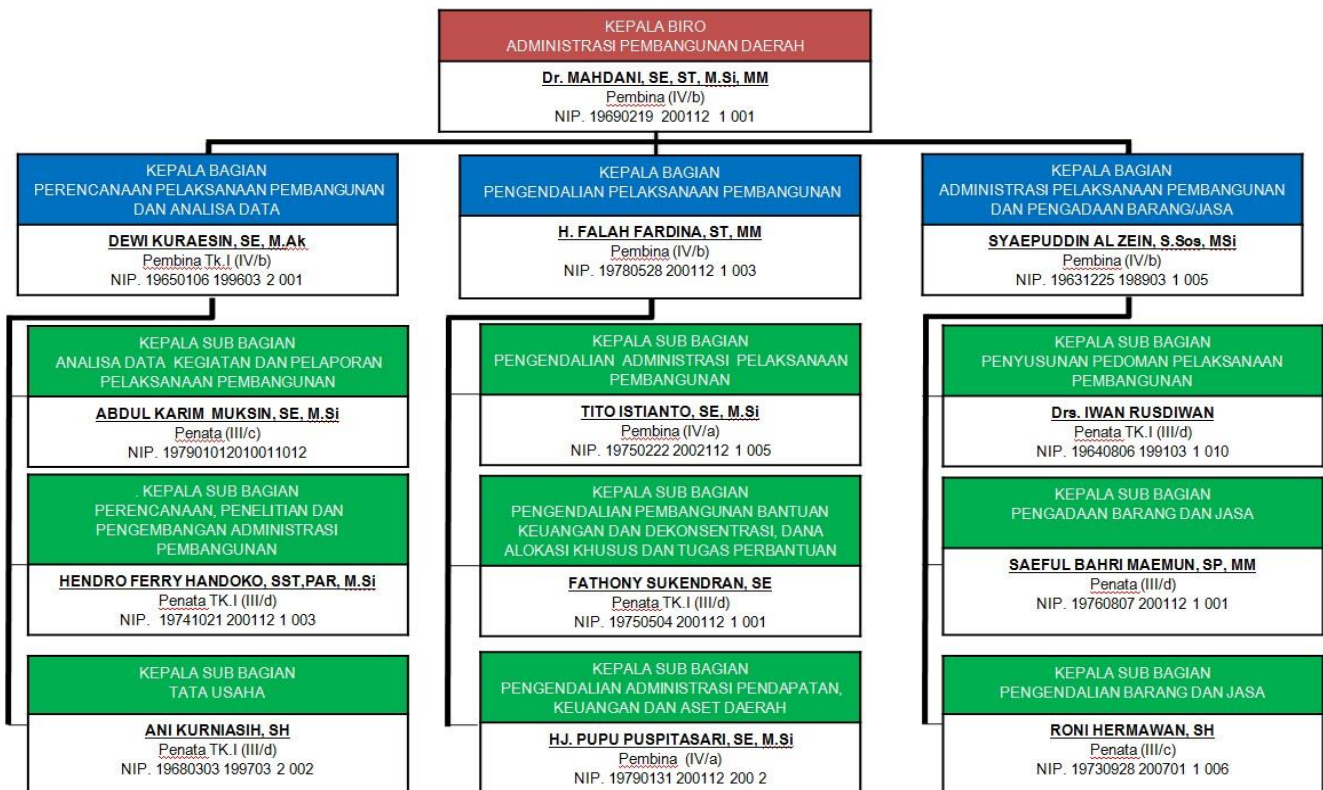 KEPALA BIRO
ADMINISTRASI PEMBANGUNAN DAERAH
Dr. MAHDANI, SE, ST, M.Si, MM
Pembina (IV/b)
NIP. 19690219 200112 1 001
KEPALA BAGIAN
PERENCANAAN PELAKSANAAN PEMBANGUNAN
DAN ANALISA DATA
DEWI KURAESIN, SE, M.Ak
Pembina Tk.I (IV/b)
NIP. 19650106 199603 2 001
KEPALA SUB BAGIAN
ANALISA DATA KEGIATAN DAN PELAPORAN
PELAKSANAAN PEMBANGUNAN
ABDUL KARIM MUKSIN, SE, M.Si
Penata (III/c)
NIP. 197901012010011012
. KEPALA SUB BAGIAN
PERENCANAAN, PENELITIAN DAN
PENGEMBANGAN ADMINISTRASI
PEMBANGUNAN
HENDRO FERRY HANDOKO, SST,PAR, M.Si
Penata TK.I (III/d)
NIP. 19741021 200112 1 003
KEPALA SUB BAGIAN
TATA USAHA
ANI KURNIASIH, SH
Penata TK.I (III/d)
NIP. 19680303 199703 2 002
KEPALA BAGIAN
PENGENDALIAN PELAKSANAAN PEMBANGUNAN
H. FALAH FARDINA, ST, MM
Pembina (IV/b)
NIP. 19780528 200112 1 003
KEPALA SUB BAGIAN
PENGENDALIAN ADMINISTRASI PELAKSANAAN
PEMBANGUNAN
TITO ISTIANTO, SE, M.Si
Pembina (IV/a)
NIP. 19750222 2002112 1 005
KEPALA SUB BAGIAN
PENGENDALIAN PEMBANGUNAN BANTUAN
KEUANGAN DAN DEKONSENTRASI, DANA
ALOKASI KHUSUS DAN TUGAS PERBANTUAN
FATHONY SUKENDRAN, SE
Penata TK.I (III/d)
NIP. 19750504 200112 1 001
KEPALA SUB BAGIAN
PENGENDALIAN ADMINISTRASI PENDAPATAN,
KEUANGAN DAN ASET DAERAH
HJ. PUPU PUSPITASARI, SE, M.Si
Pembina (IV/a)
NIP. 19790131 200112 200 2
KEPALA BAGIAN
ADMINISTRASI PELAKSANAAN PEMBANGUNAN
DAN PENGADAAN BARANG/JASA
SYAEPUDDIN AL ZEIN, S.Sos, MSi
Pembina (IV/b)
NIP. 19631225 198903 1 005
KEPALA SUB BAGIAN
PENYUSUNAN PEDOMAN PELAKSANAAN
PEMBANGUNAN
Drs. IWAN RUSDIWAN
Penata TK.I (III/d)
NIP. 19640806 199103 1 010
KEPALA SUB BAGIAN
PENGADAAN BARANG DAN JASA
SAEFUL BAHRI MAEMUN, SP, MM
Penata (III/d)
NIP. 19760807 200112 1 001
KEPALA SUB BAGIAN
PENGENDALIAN BARANG DAN JASA
RONI HERMAWAN, SH
Penata (III/c)
NIP. 19730928 200701 1 006